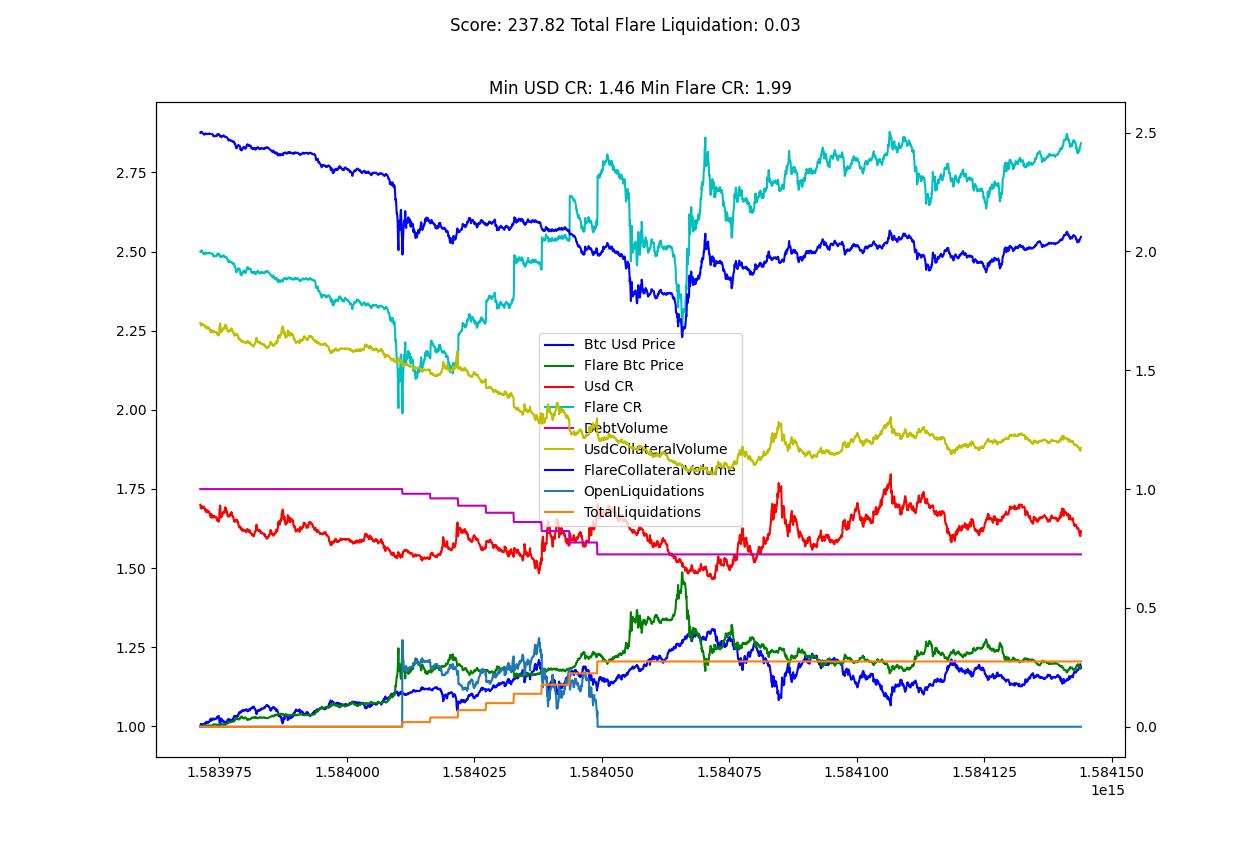 Score: 237.82 Total Flare Liquidation: 0.03
Min USD CR: 1.46 Min Flare CR: 1.99
2.75
2.50
2.25
2.00
1.75
1.50
1.25
1.00
2.5
2.0
1.5
1.0
0.5
0.0
Btc Usd Price
Flare Btc Price
Usd CR
Flare CR
DebtVolume
UsdCollateralVolume
FlareCollateralVolume
OpenLiquidations
TotalLiquidations
1.583975 1.584000 1.584025 1.584050 1.584075 1.584100 1.584125 1.584150
1e15